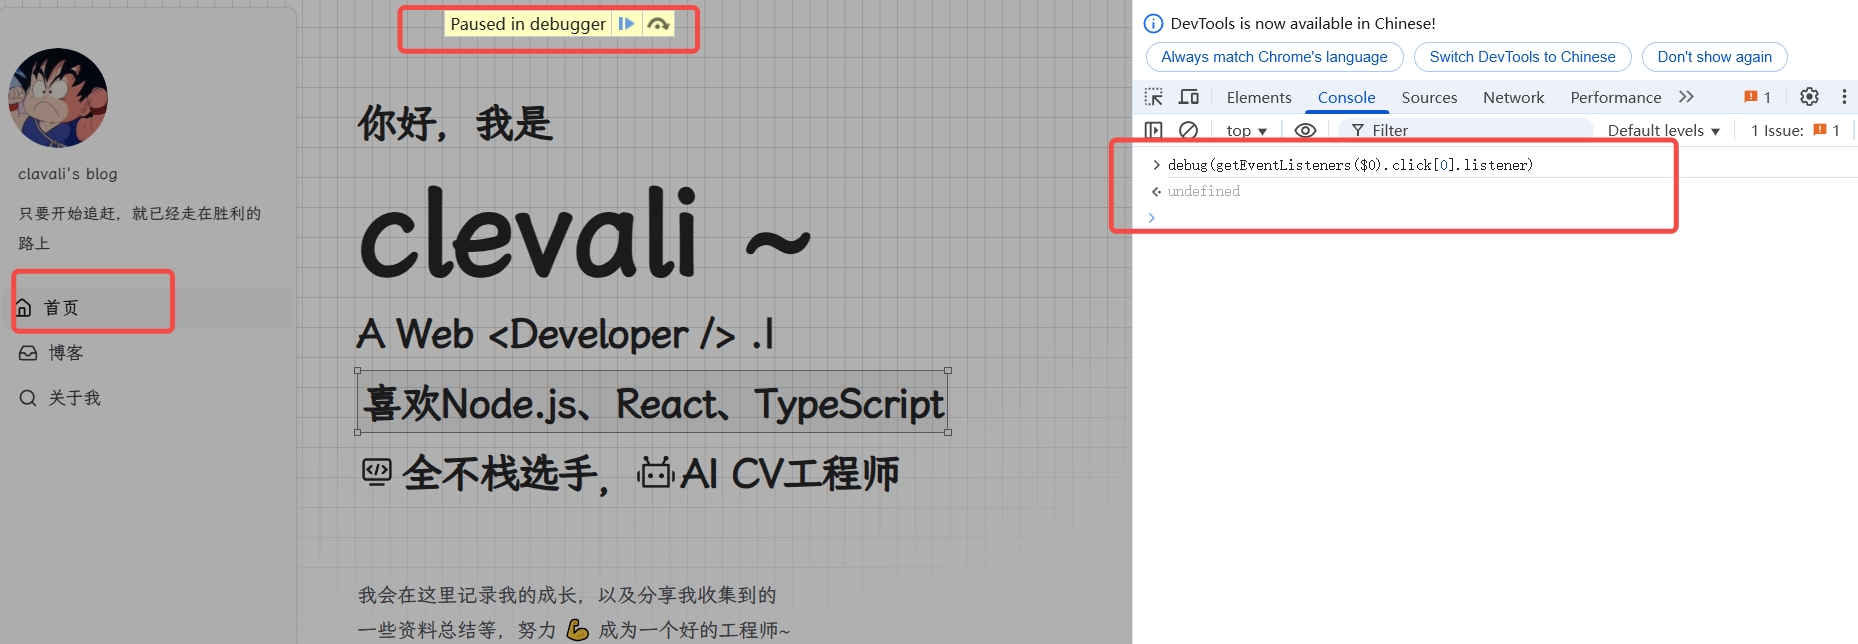 Paused in debugger
clavali's blog
只要开始追赶，就已经走在胜利的
路上
首页
博客
关于我
你好，我是
clevali ~
A Web <Developer /> .l
喜欢Node.js、React、TypeScript
全不栈选手，AI CV工程师
我会在这里记录我的成长，以及分享我收集到的
一些资料总结等，努力 💪 成为一个好的工程师~
DevTools is now available in Chinese!
Always match Chrome's language Switch DevTools to Chinese Don't show again
Elements Console Sources Network Performance 1
top Filter Default levels 1 Issue: 1
debug(getEventListeners($0).click[0].listener)
undefined